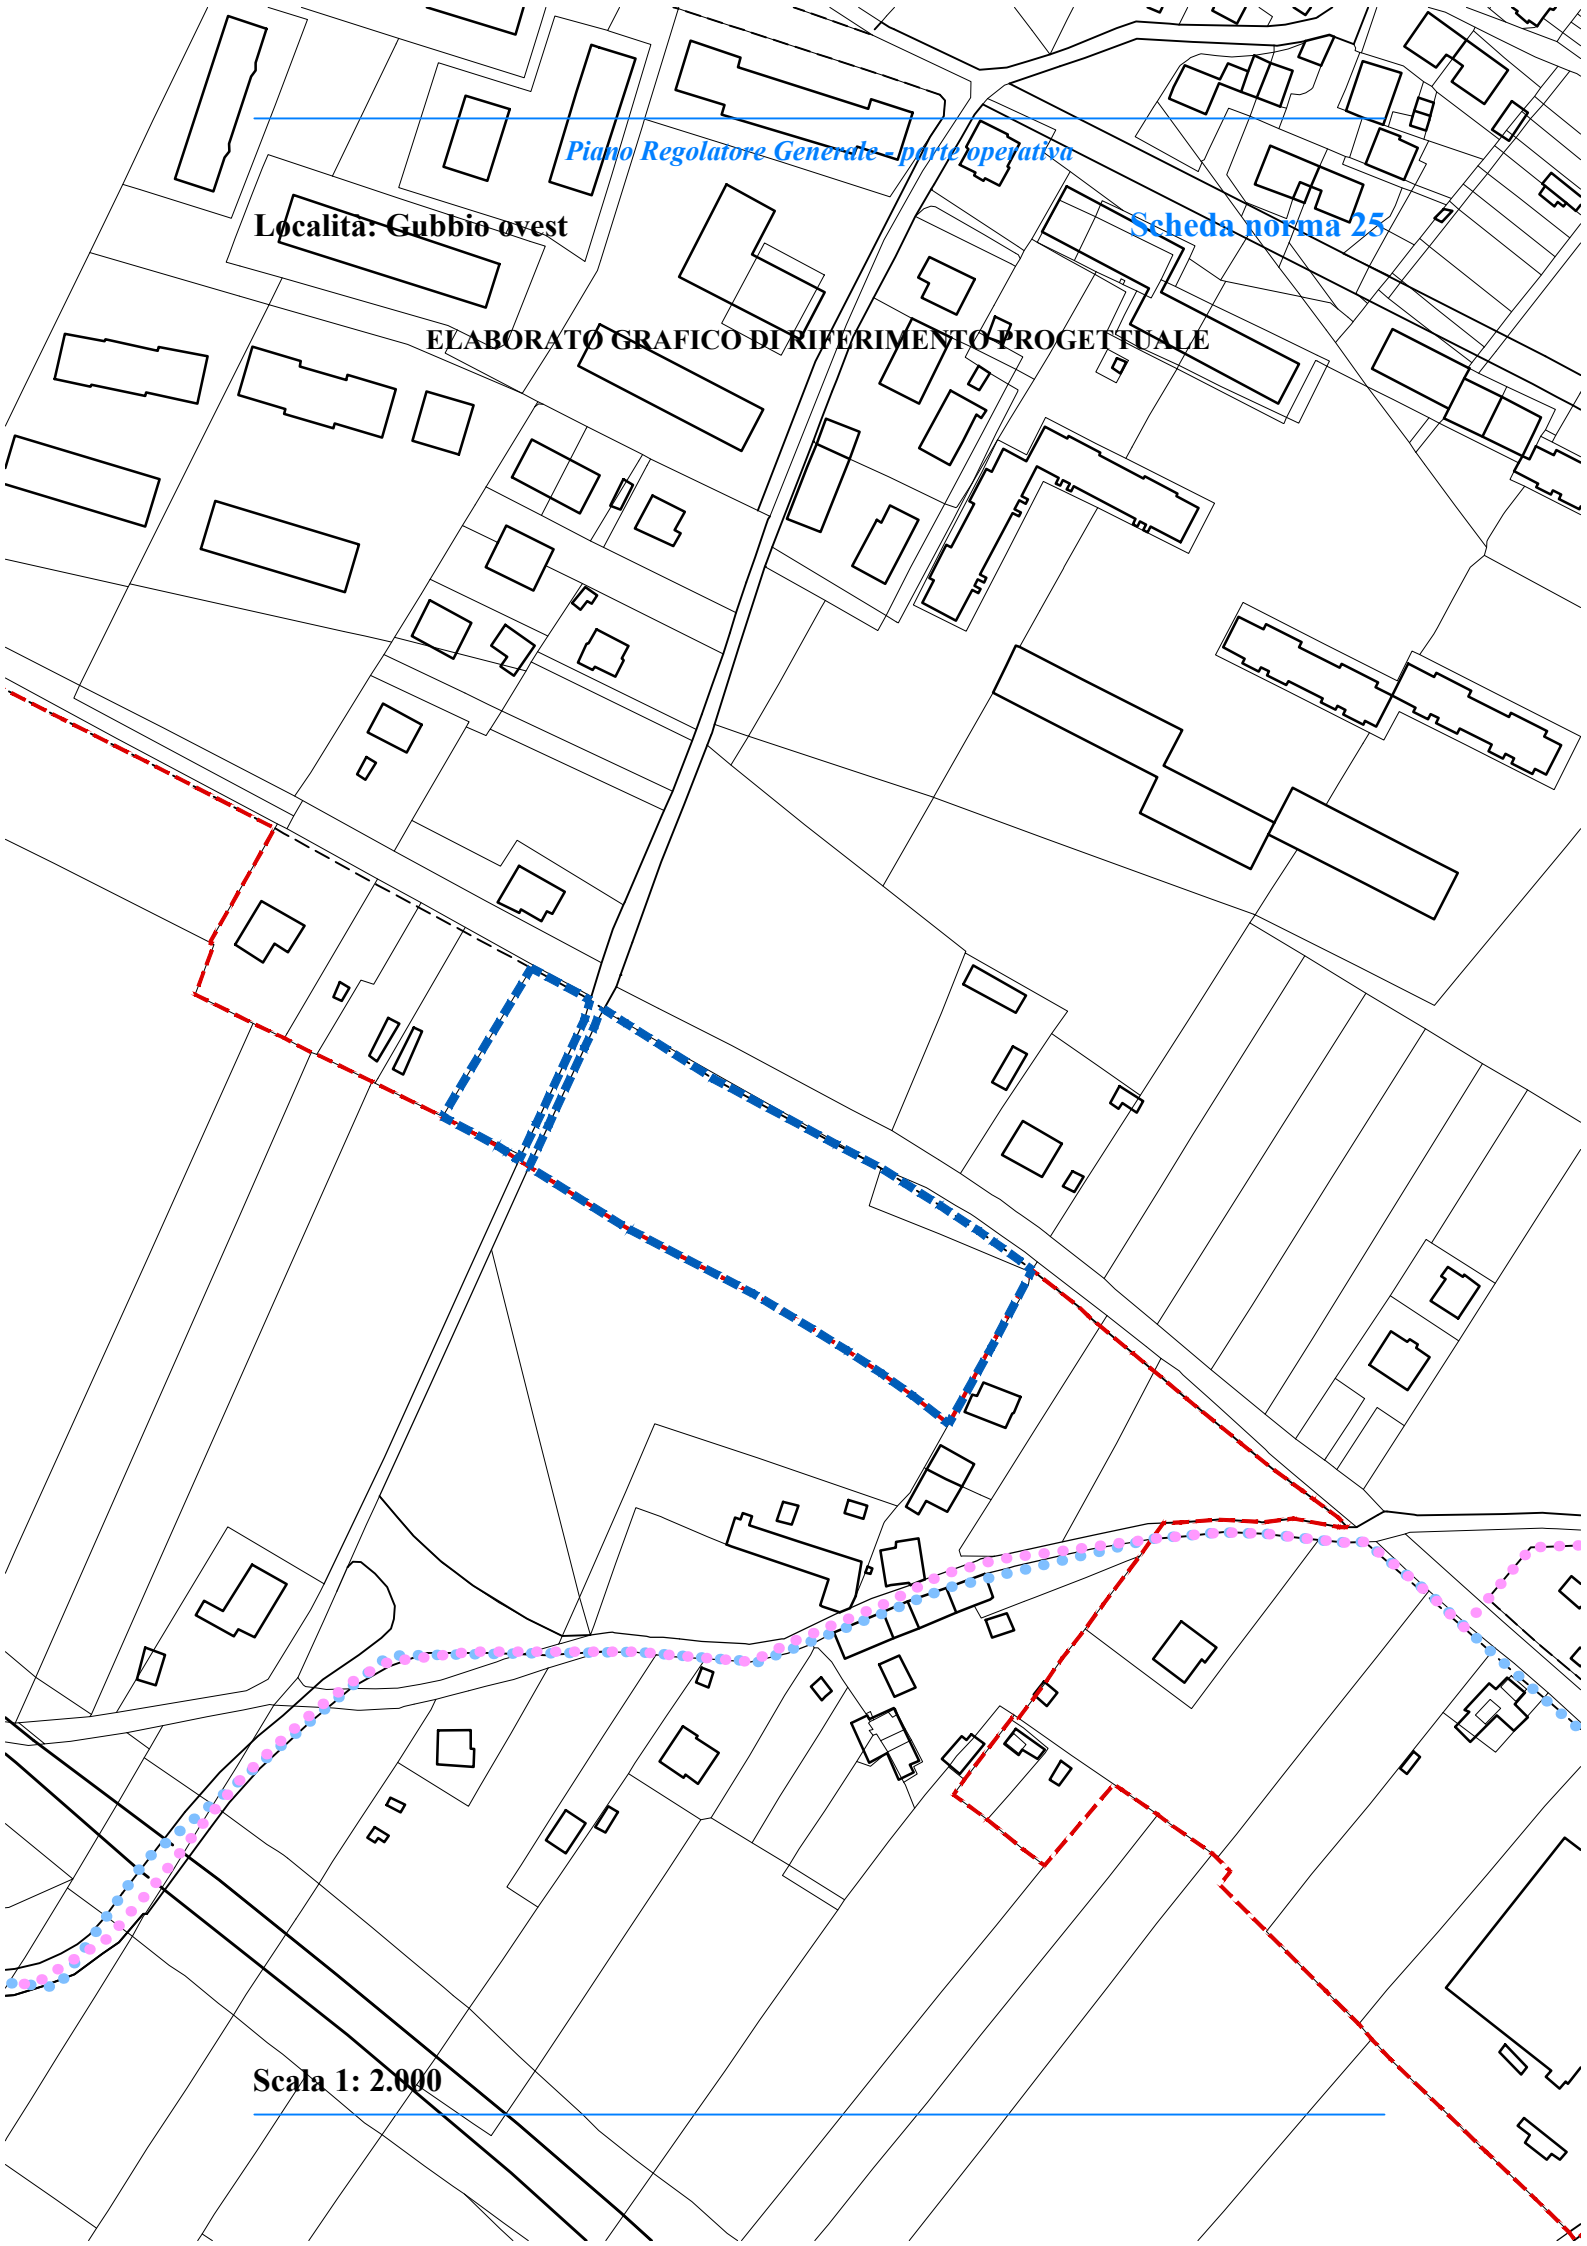 Piano Regolatore Generale - parte operativa
Località: Gubbio ovest
Scheda norma 25
ELABORATO GRAFICO DI RIFERIMENTO PROGETTUALE
Scala 1: 2.000